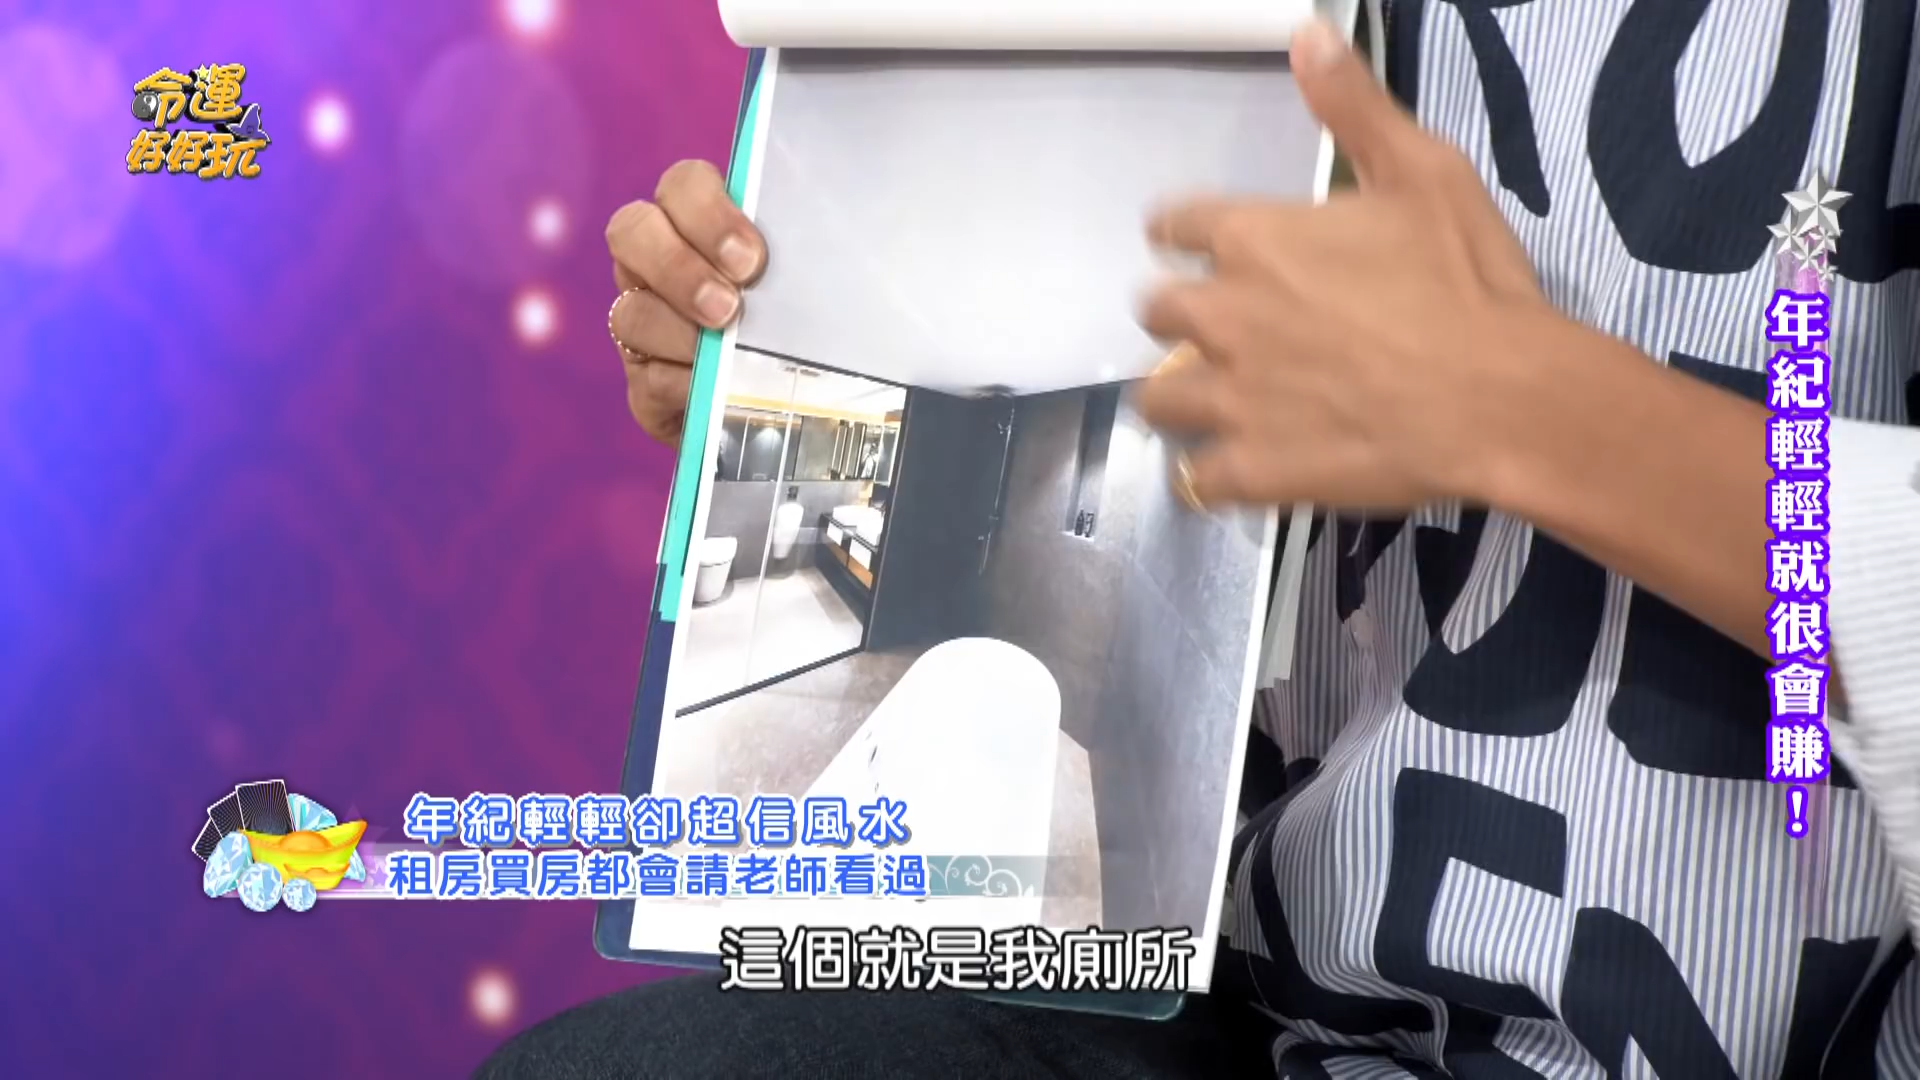 命運
好好玩
年紀輕輕就很會賺！
年紀輕輕卻超信風水
租房買房都會請老師看過
這個就是我廁所